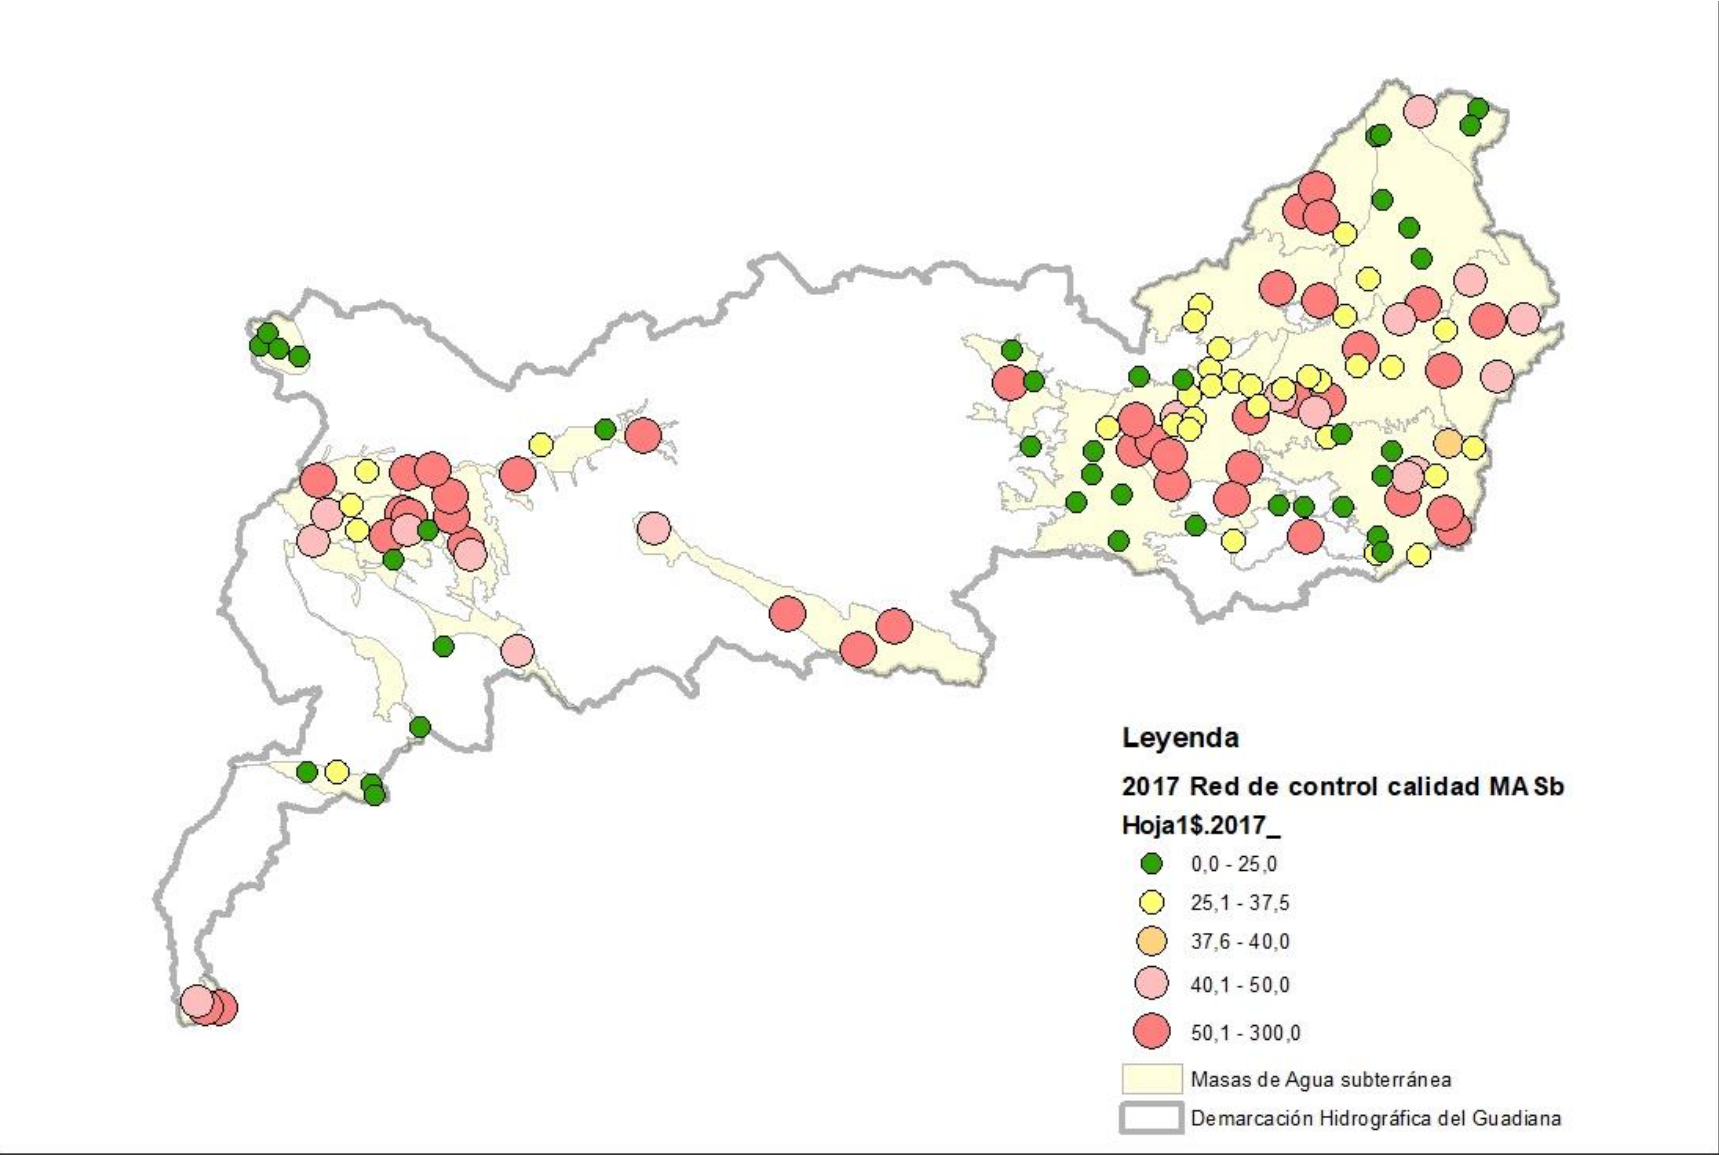 Leyenda
2017 Red de control calidad MASb
Hoja1$.2017_
0,0 - 25,0
25,1 - 37,5
37,6 - 40,0
40,1 - 50,0
50,1 - 300,0
Masas de Agua subterránea
Demarcación Hidrográfica del Guadiana